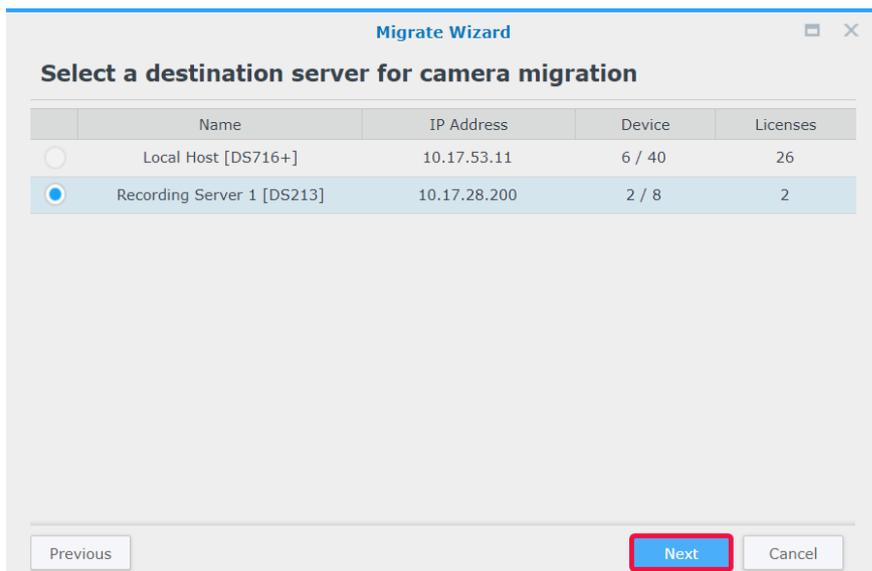 Migrate Wizard
Select a destination server for camera migration
Name IP Address Device Licenses
Local Host [DS716+] 10.17.53.11 6 / 40 26
Recording Server 1 [DS213] 10.17.28.200 2 / 8 2
Previous Next Cancel